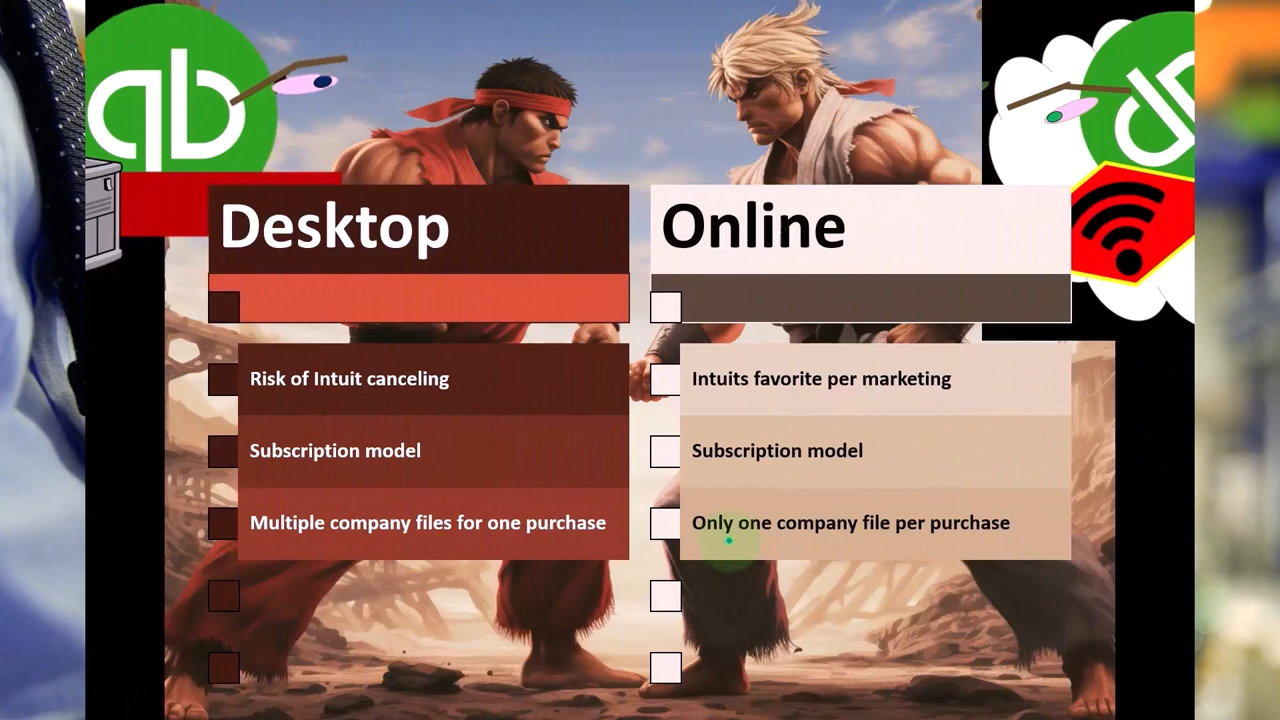 qb
Desktop
Online
Risk of Intuit canceling
Intuits favorite per marketing
Subscription model
Subscription model
Multiple company files for one purchase
Only one company file per purchase